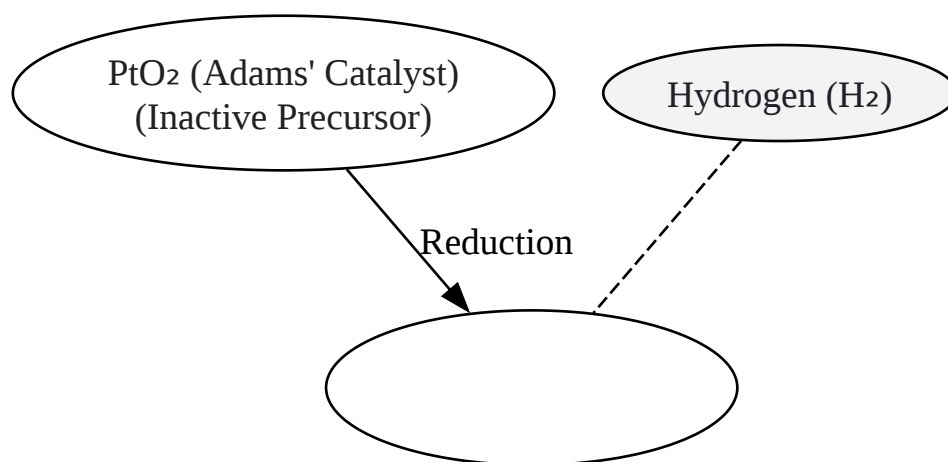 PtO₂ (Adams' Catalyst)
(Inactive Precursor)
Hydrogen (H₂)
Reduction